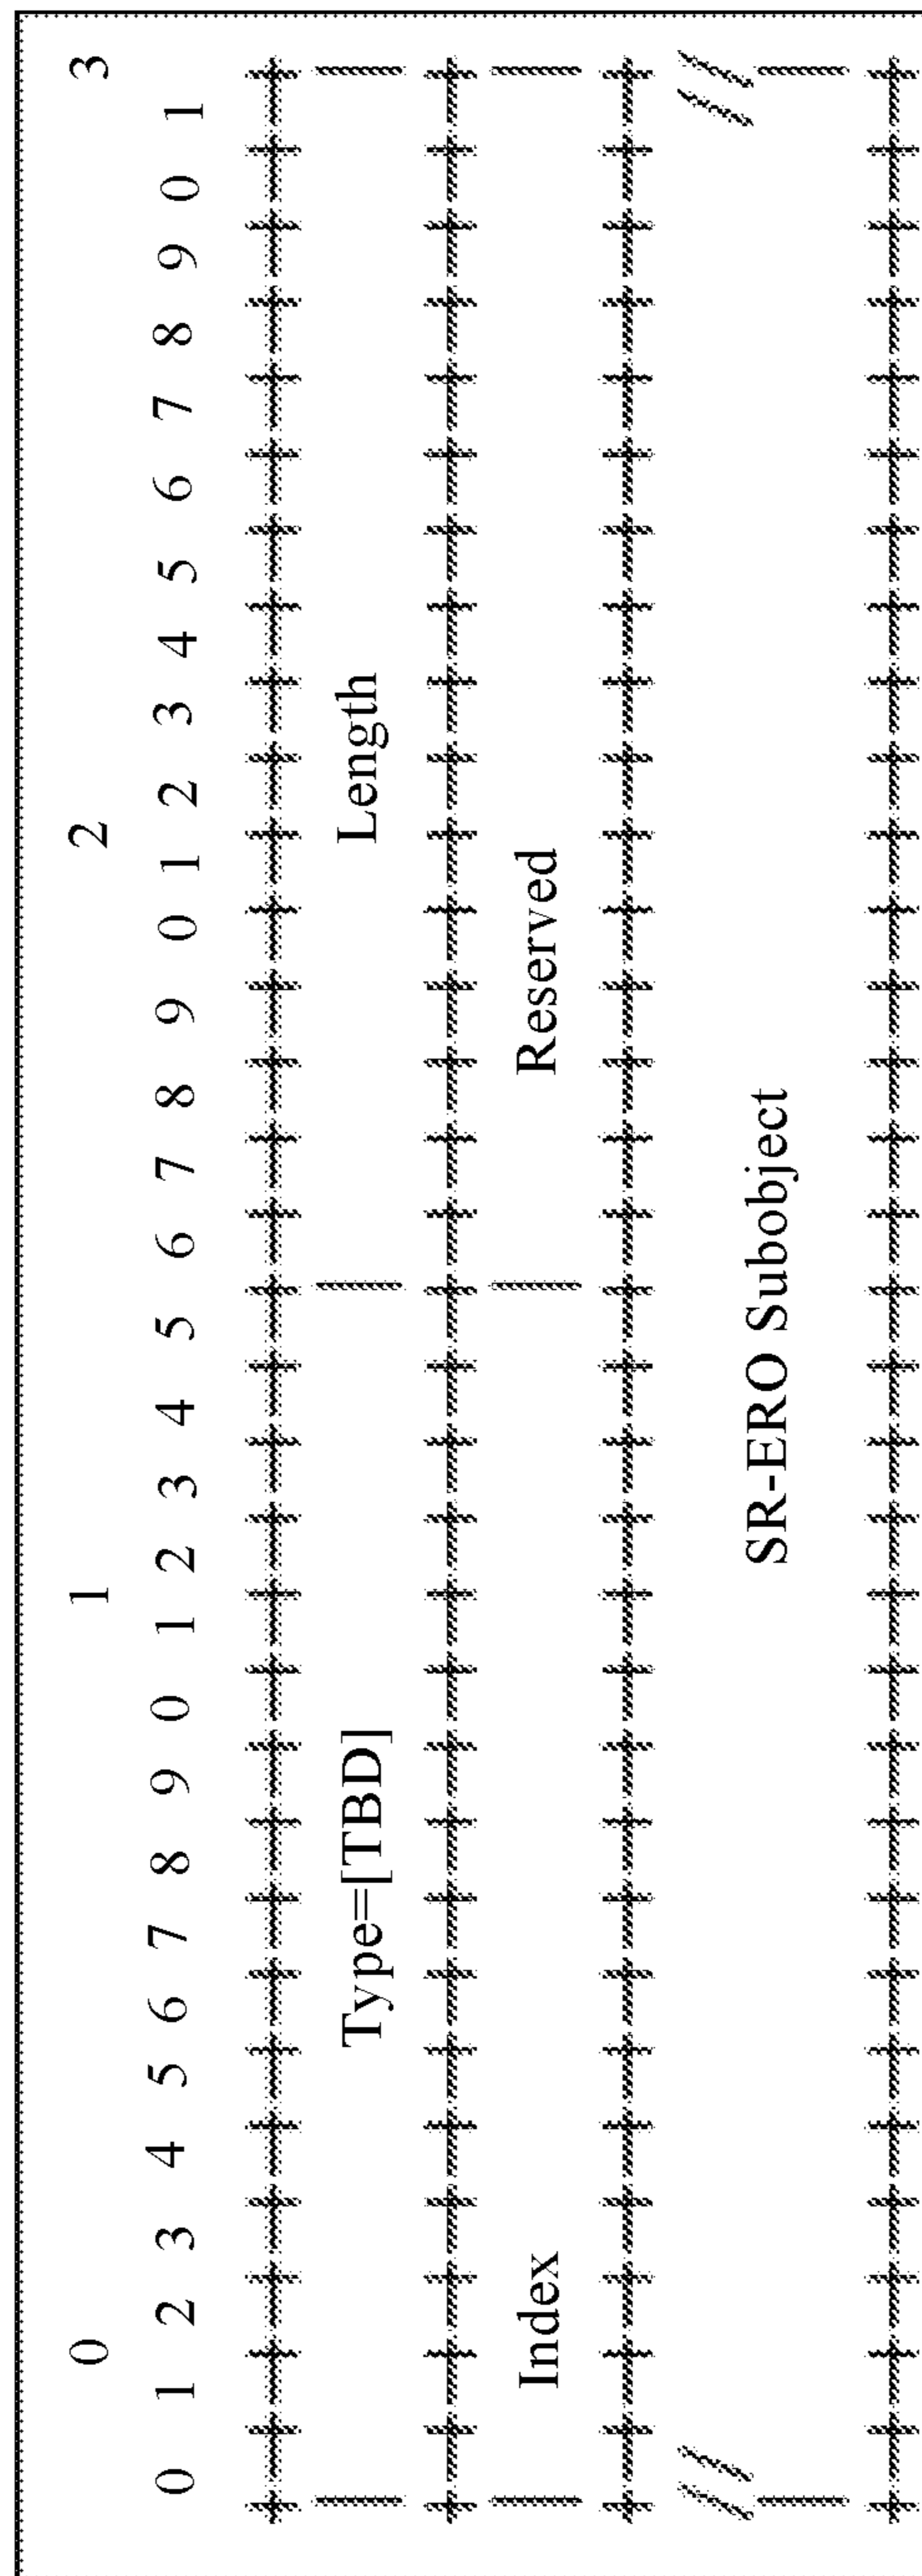 0 1 2 3
0 1 2 3 4 5 6 7 8 9 0 1 2 3 4 5 6 7 8 9 0 1 2 3 4 5 6 7 8 9 0 1
+-+-+-+-+-+-+-+-+-+-+-+-+-+-+-+-+-+-+-+-+-+-+-+-+-+-+-+-+-+-+-+-+
| Type=[TBD] | Length |
+-+-+-+-+-+-+-+-+-+-+-+-+-+-+-+-+-+-+-+-+-+-+-+-+-+-+-+-+-+-+-+-+
| Index | Reserved |
+-+-+-+-+-+-+-+-+-+-+-+-+-+-+-+-+-+-+-+-+-+-+-+-+-+-+-+-+-+-+-+-+
// //
| SR-ERO Subobject |
+-+-+-+-+-+-+-+-+-+-+-+-+-+-+-+-+-+-+-+-+-+-+-+-+-+-+-+-+-+-+-+-+